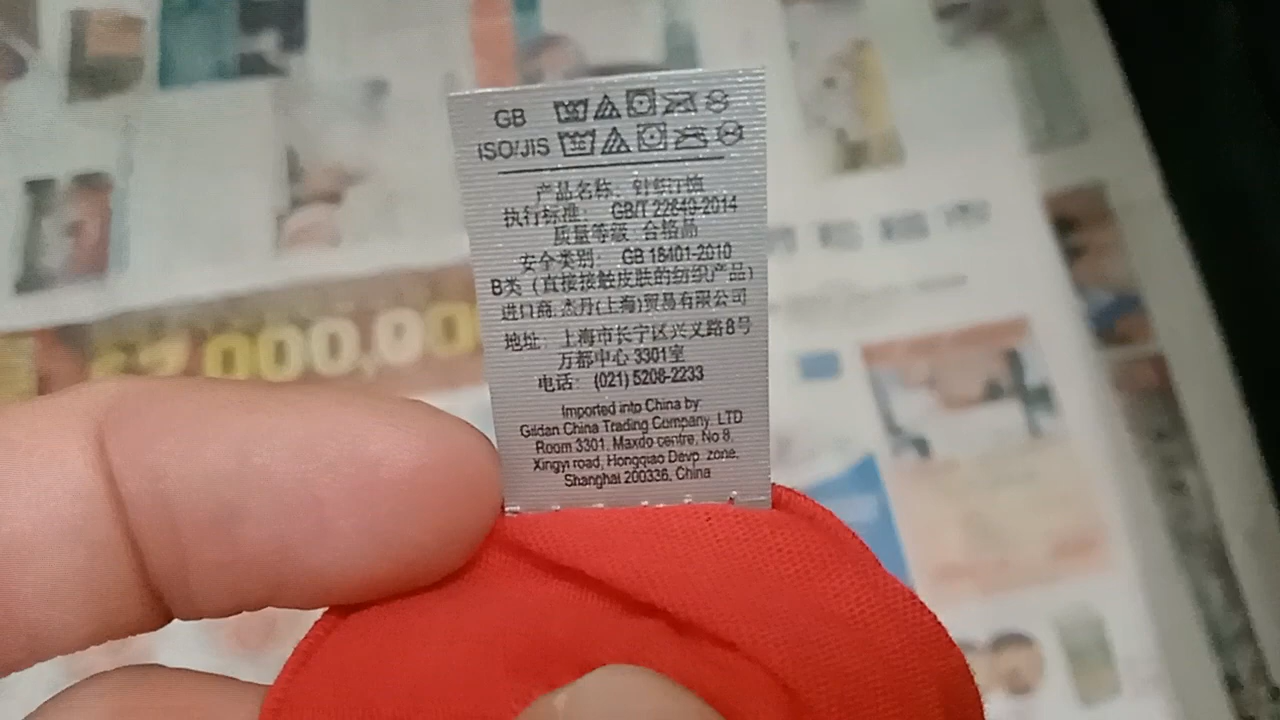 GB
ISO/JIS
产品名称: 针织T恤
执行标准: GB/T 22849-2014
质量等级 合格品
安全类别: GB 18401-2010
B类 (直接接触皮肤的纺织产品)
进口商: 杰丹(上海)贸易有限公司
地址: 上海市长宁区兴义路8号
万都中心 3301室
电话: (021) 5208-2233
Imported into China by:
Gildan China Trading Company, LTD
Room 3301, Maxdo centre, No 8,
Xingyi road, Hongqiao Devp. zone,
Shanghai 200336, China
000,00